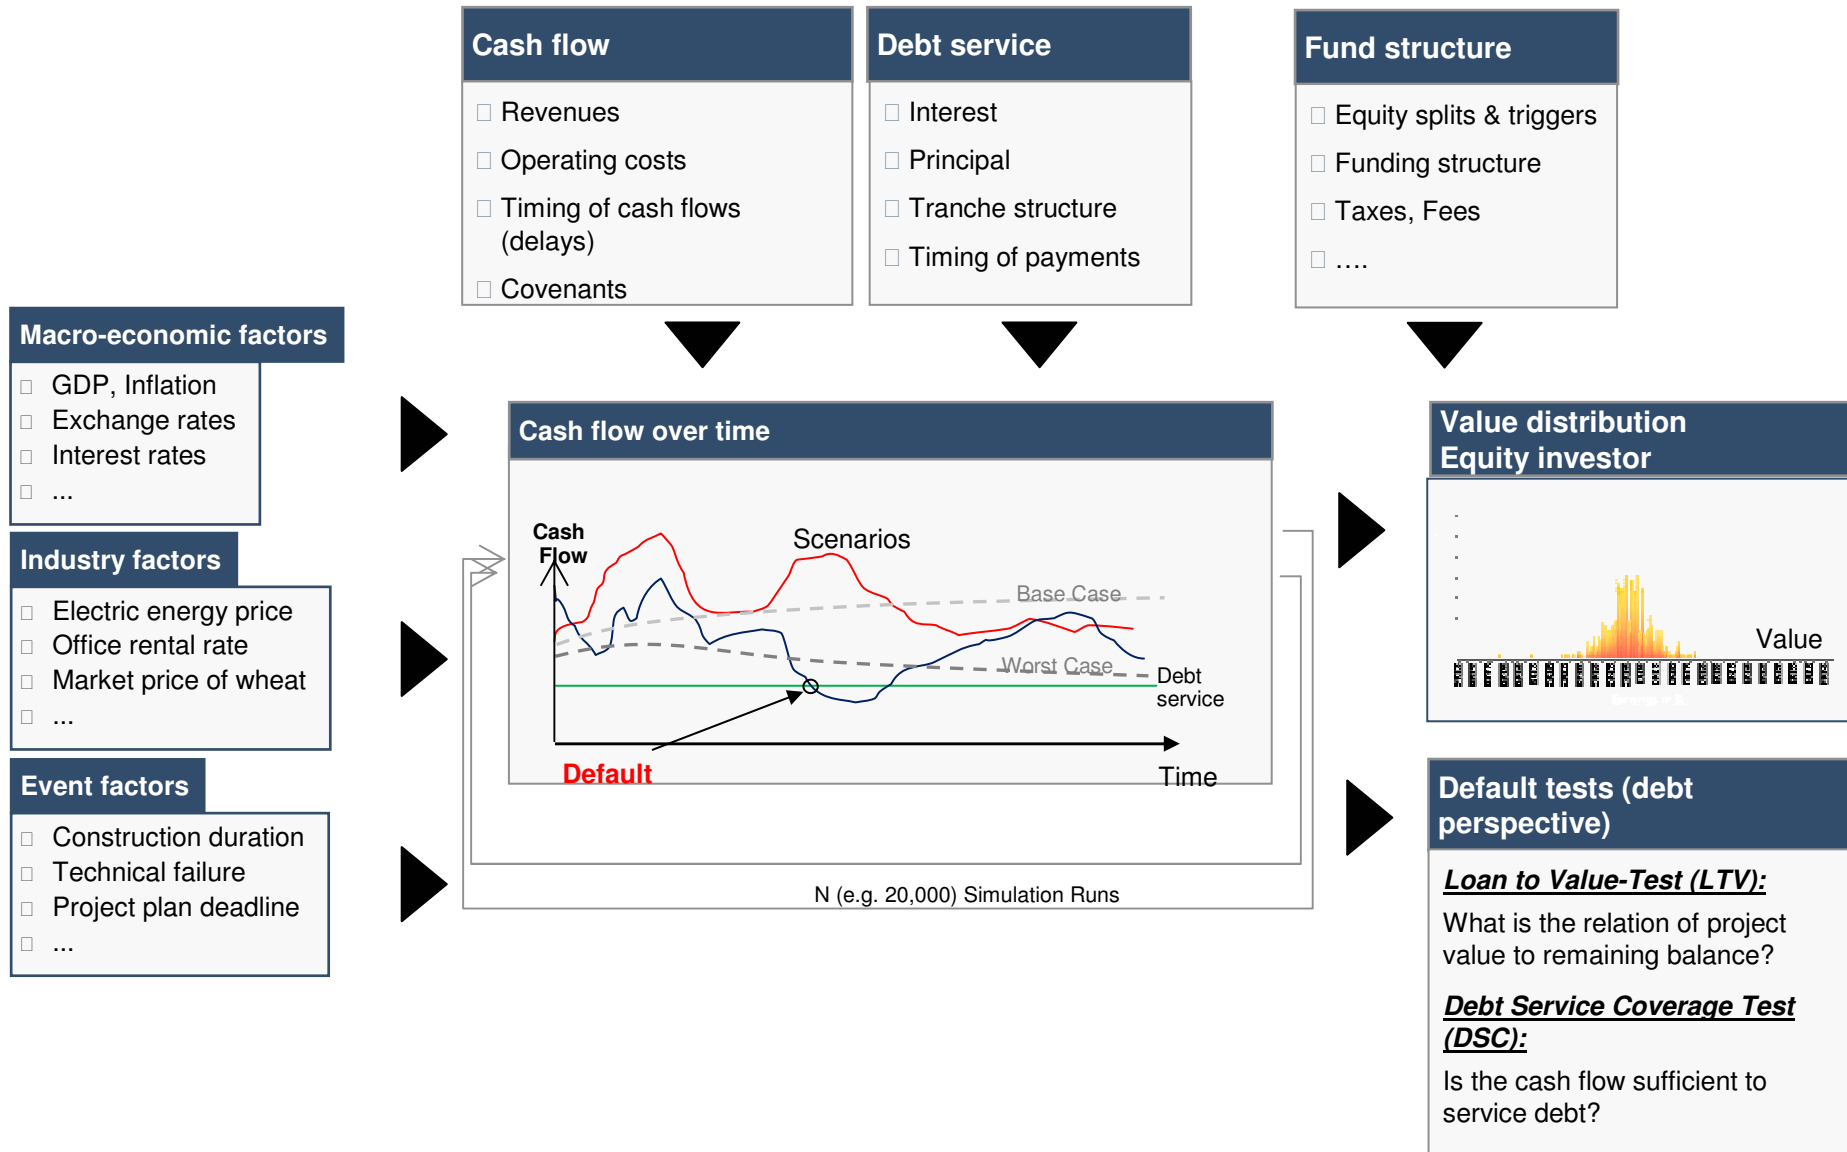 Cash flow
Revenues
Operating costs
Timing of cash flows
(delays)
Covenants
Debt service
Interest
Principal
Tranche structure
Timing of payments
Fund structure
Equity splits & triggers
Funding structure
Taxes, Fees
....
Macro-economic factors
GDP, Inflation
Exchange rates
Interest rates
...
Industry factors
Electric energy price
Office rental rate
Market price of wheat
...
Event factors
Construction duration
Technical failure
Project plan deadline
...
Cash flow over time
Cash
Flow
Scenarios
Base Case
Worst Case
Debt
service
Default
Time
N (e.g. 20,000) Simulation Runs
Value distribution
Equity investor
Value
Default tests (debt
perspective)
Loan to Value-Test (LTV):
What is the relation of project
value to remaining balance?
Debt Service Coverage Test
(DSC):
Is the cash flow sufficient to
service debt?